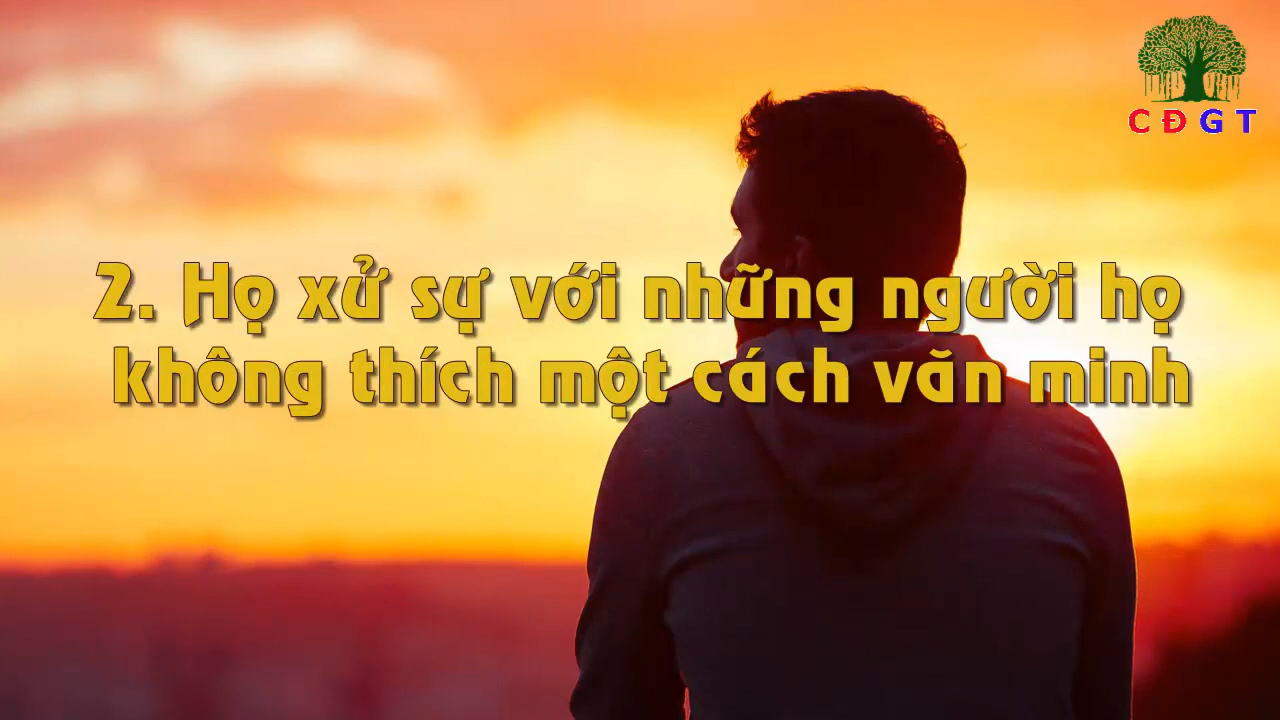 CĐGT
2. Họ xử sự với những người họ
không thích một cách văn minh